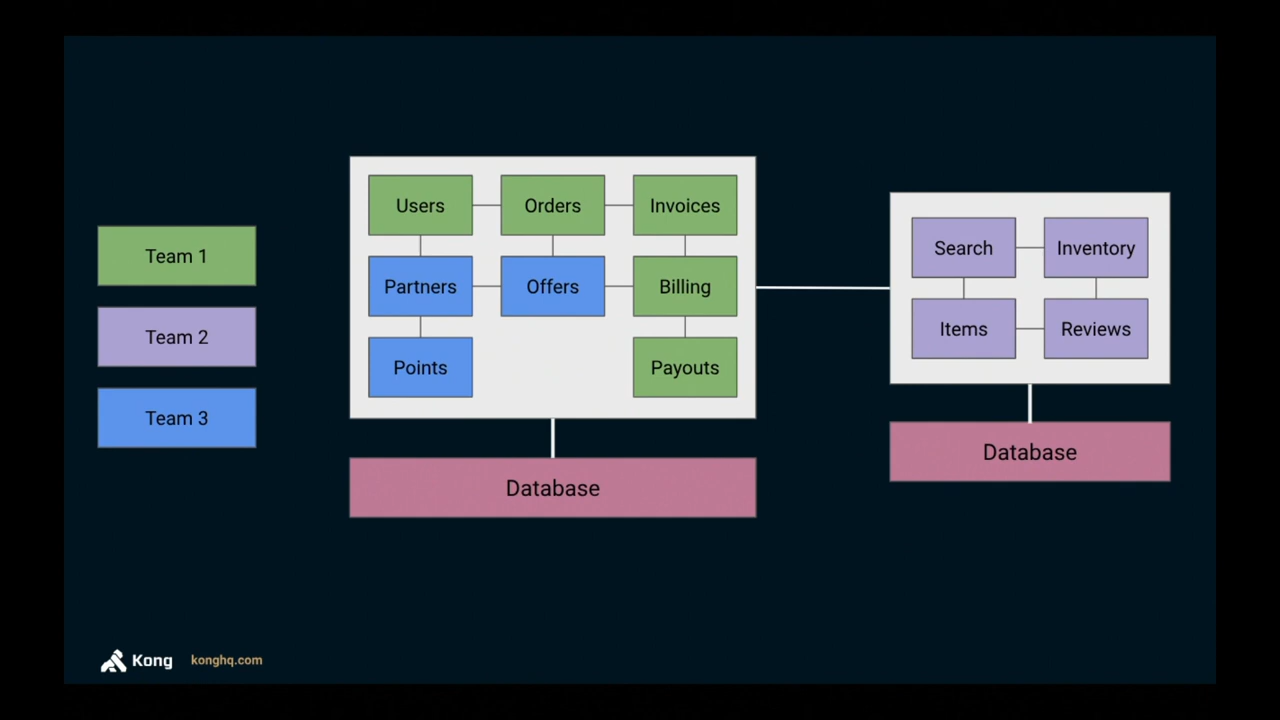 Team 1
Team 2
Team 3
Users
Orders
Invoices
Partners
Offers
Billing
Points
Payouts
Database
Search
Inventory
Items
Reviews
Database
Kong konghq.com